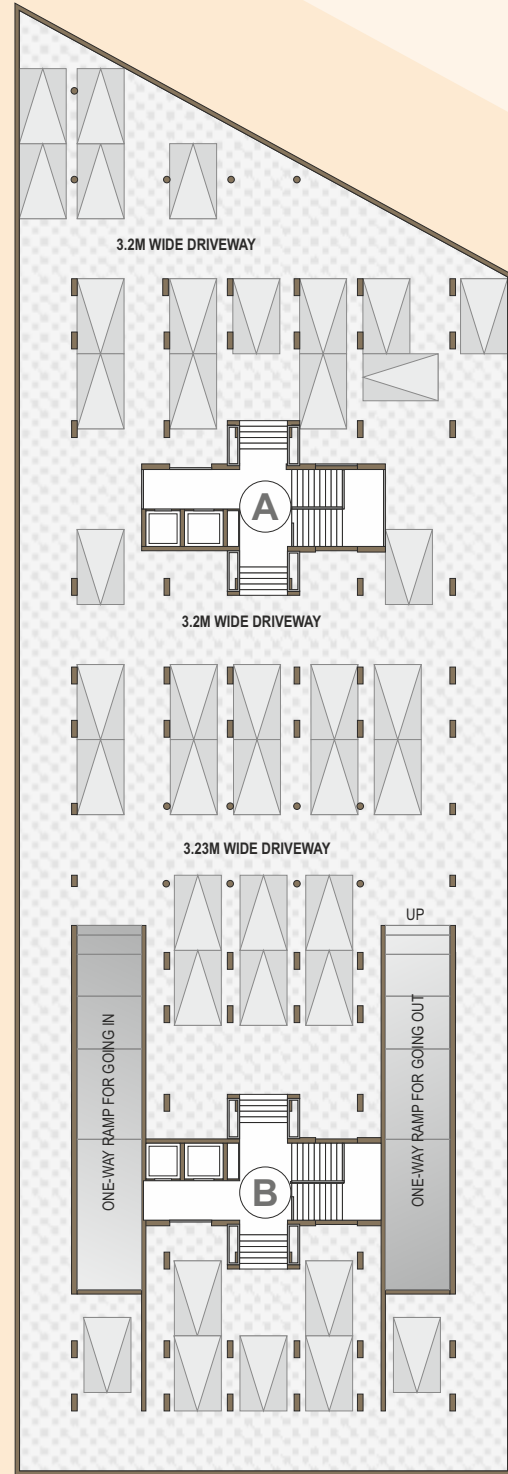 3.2M WIDE DRIVEWAY
A
3.2M WIDE DRIVEWAY
3.23M WIDE DRIVEWAY
UP
ONE-WAY RAMP FOR GOING IN
ONE-WAY RAMP FOR GOING OUT
B